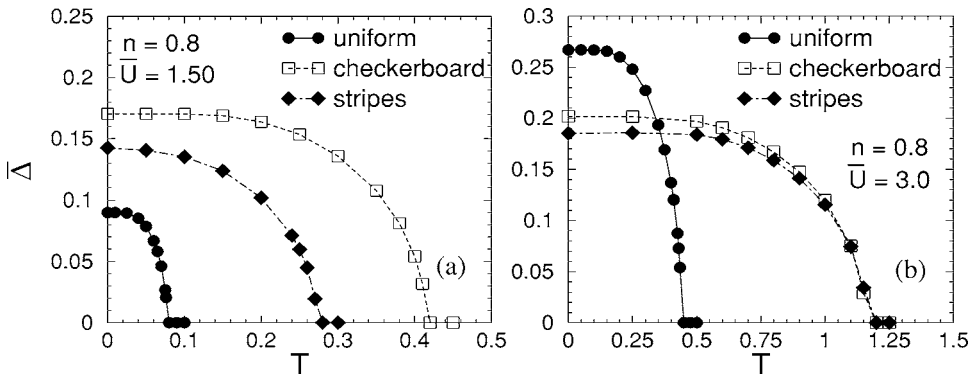 0.25
0.2
0.15
0.1
0.05
0
Δ̅
n = 0.8
U̅ = 1.50
uniform
checkerboard
stripes
(a)
0 0.1 0.2 0.3 0.4 0.5
T
0.3
0.25
0.2
0.15
0.1
0.05
0
uniform
checkerboard
stripes
n = 0.8
U̅ = 3.0
(b)
0 0.25 0.5 0.75 1 1.25 1.5
T